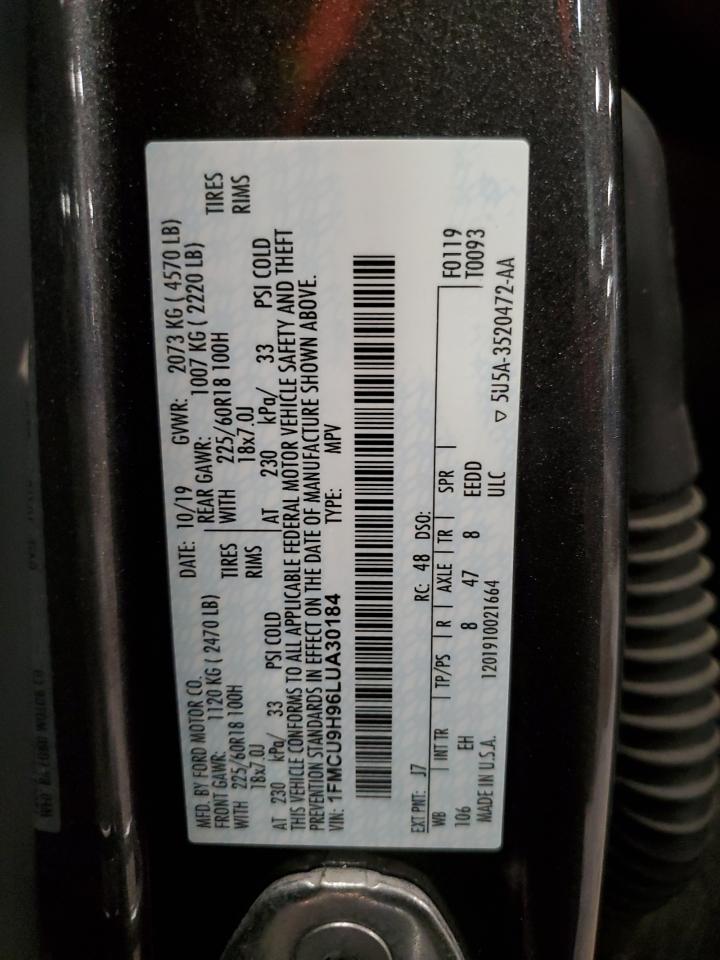 MFD. BY FORD MOTOR CO.
DATE: 10/19 GVWR: 2073 KG ( 4570 LB)
FRONT GAWR: 1120 KG ( 2470 LB) REAR GAWR: 1007 KG ( 2220 LB)
WITH 225/60R18 100H TIRES WITH 225/60R18 100H TIRES
18x7.0J RIMS 18x7.0J RIMS
AT 230 kPa/ 33 PSI COLD AT 230 kPa/ 33 PSI COLD
THIS VEHICLE CONFORMS TO ALL APPLICABLE FEDERAL MOTOR VEHICLE SAFETY AND THEFT
PREVENTION STANDARDS IN EFFECT ON THE DATE OF MANUFACTURE SHOWN ABOVE.
VIN: 1FMCU9H96LUA30184 TYPE: MPV
EXT PNT: J7 RC: 48 DSO: F0119
WB INT TR TP/PS R AXLE TR SPR T0093
106 EH 8 47 8 EEDD
MADE IN U.S.A. 1201910021664 ULC ▽ 5U5A-3520472-AA